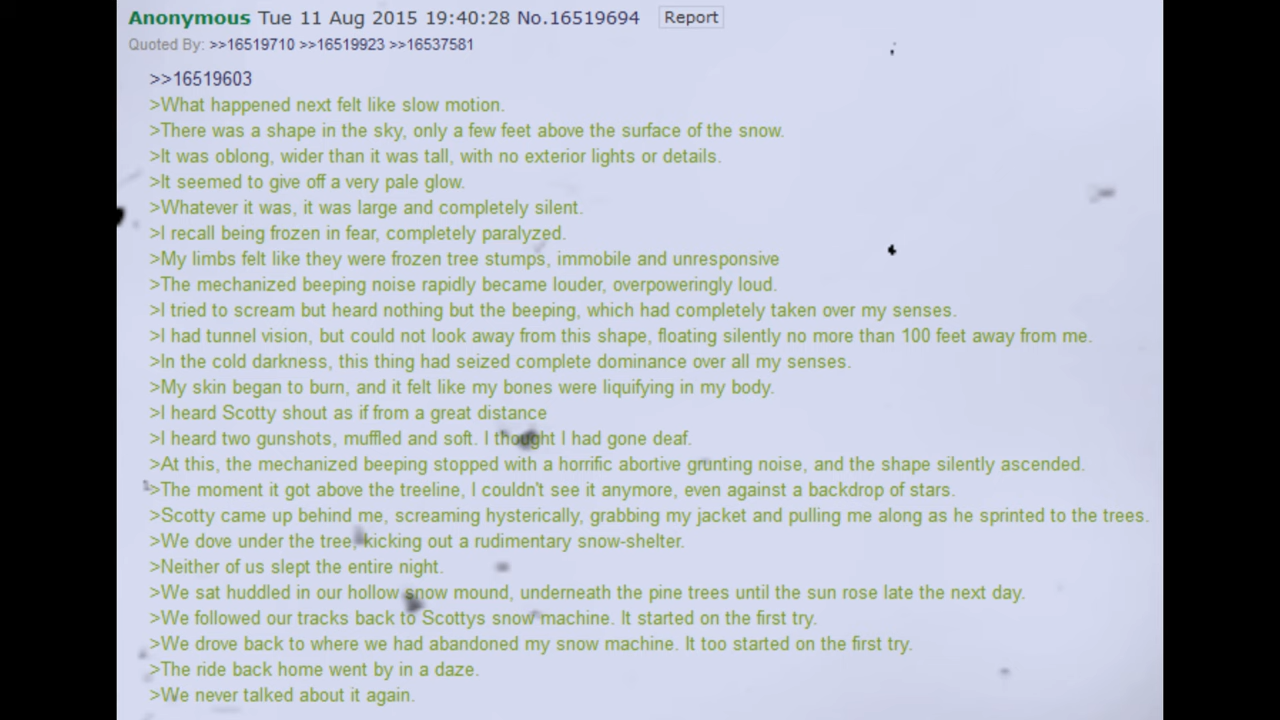 Anonymous Tue 11 Aug 2015 19:40:28 No.16519694 Report
Quoted By: >>16519710 >>16519923 >>16537581
>>16519603
>What happened next felt like slow motion.
>There was a shape in the sky, only a few feet above the surface of the snow.
>It was oblong, wider than it was tall, with no exterior lights or details.
>It seemed to give off a very pale glow.
>Whatever it was, it was large and completely silent.
>I recall being frozen in fear, completely paralyzed.
>My limbs felt like they were frozen tree stumps, immobile and unresponsive
>The mechanized beeping noise rapidly became louder, overpoweringly loud.
>I tried to scream but heard nothing but the beeping, which had completely taken over my senses.
>I had tunnel vision, but could not look away from this shape, floating silently no more than 100 feet away from me.
>In the cold darkness, this thing had seized complete dominance over all my senses.
>My skin began to burn, and it felt like my bones were liquifying in my body.
>I heard Scotty shout as if from a great distance
>I heard two gunshots, muffled and soft. I thought I had gone deaf.
>At this, the mechanized beeping stopped with a horrific abortive grunting noise, and the shape silently ascended.
>The moment it got above the treeline, I couldn't see it anymore, even against a backdrop of stars.
>Scotty came up behind me, screaming hysterically, grabbing my jacket and pulling me along as he sprinted to the trees.
>We dove under the tree, kicking out a rudimentary snow-shelter.
>Neither of us slept the entire night.
>We sat huddled in our hollow snow mound, underneath the pine trees until the sun rose late the next day.
>We followed our tracks back to Scottys snow machine. It started on the first try.
>We drove back to where we had abandoned my snow machine. It too started on the first try.
>The ride back home went by in a daze.
>We never talked about it again.